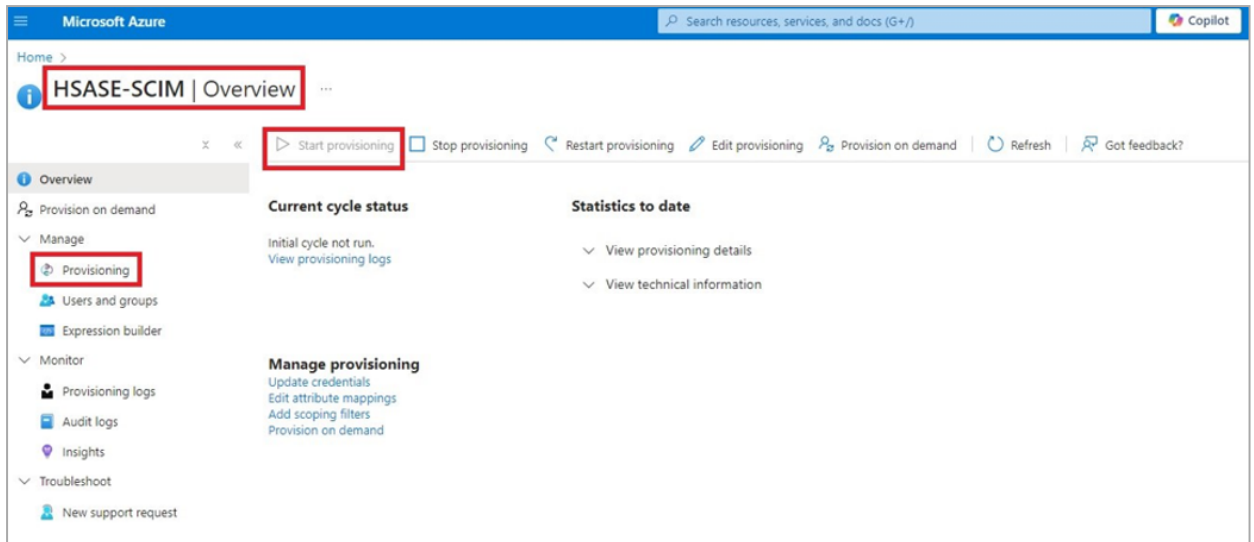 Microsoft Azure
Search resources, services, and docs (G+/)
Copilot
Home >
HSASE-SCIM | Overview ...
Start provisioning Stop provisioning Restart provisioning Edit provisioning Provision on demand Refresh Got feedback?
Overview
Provision on demand
Manage
Provisioning
Users and groups
Expression builder
Monitor
Provisioning logs
Audit logs
Insights
Troubleshoot
New support request
Current cycle status
Initial cycle not run.
View provisioning logs
Statistics to date
View provisioning details
View technical information
Manage provisioning
Update credentials
Edit attribute mappings
Add scoping filters
Provision on demand